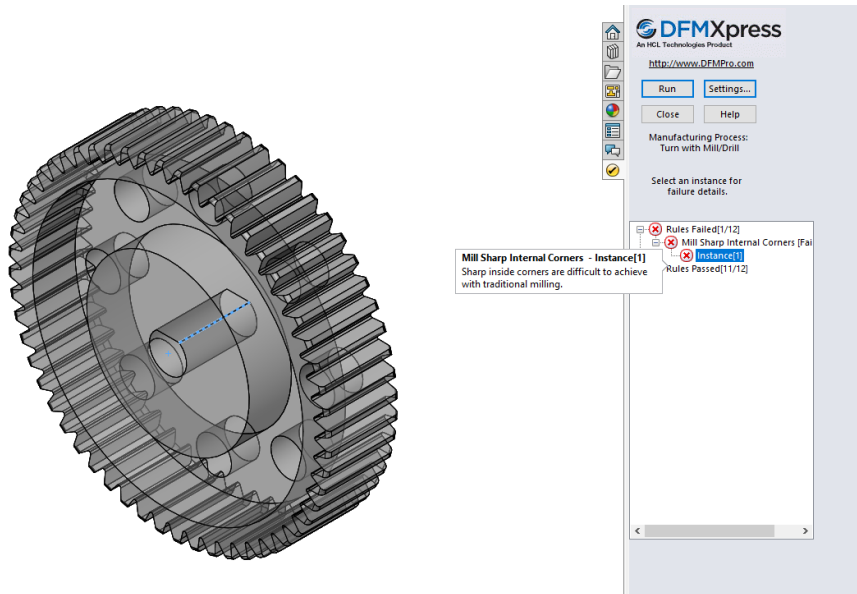 DFMXpress
An HCL Technologies Product
http://www.DFMPro.com
Run Settings...
Close Help
Manufacturing Process:
Turn with Mill/Drill
Select an instance for
failure details.
Rules Failed[1/12]
Mill Sharp Internal Corners [Fai
Instance[1]
Rules Passed[11/12]
Mill Sharp Internal Corners - Instance[1]
Sharp inside corners are difficult to achieve
with traditional milling.